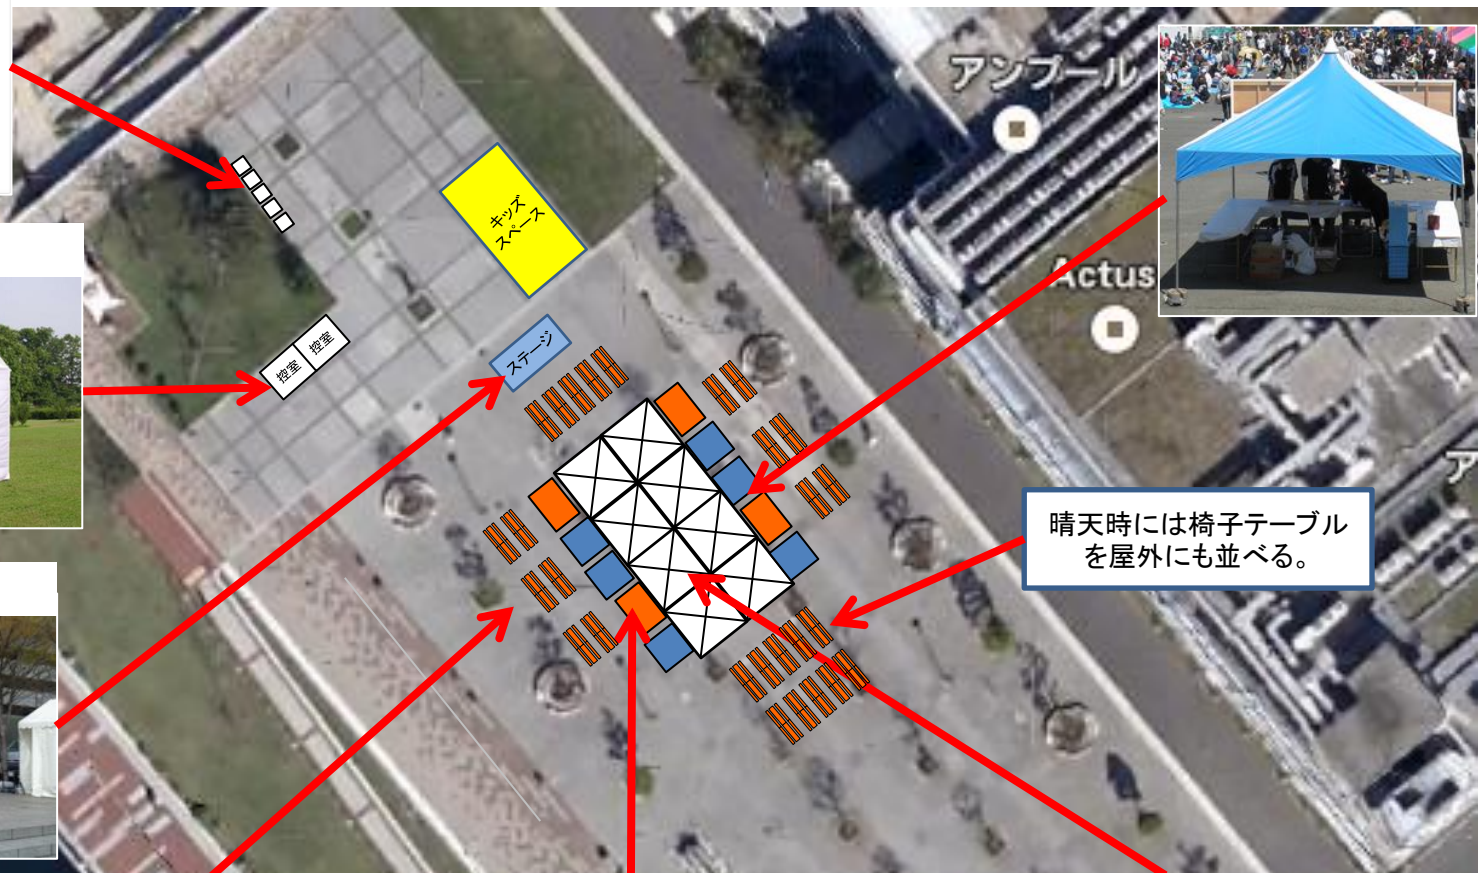 アンブール
Actus
ア
キッズ
スペース
ステージ
控室
控室
晴天時には椅子テーブル
を屋外にも並べる。